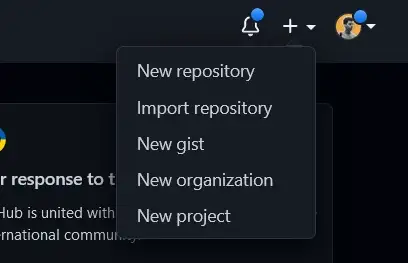 New repository
Import repository
New gist
New organization
New project
r response to t
Hub is united with
ernational community.